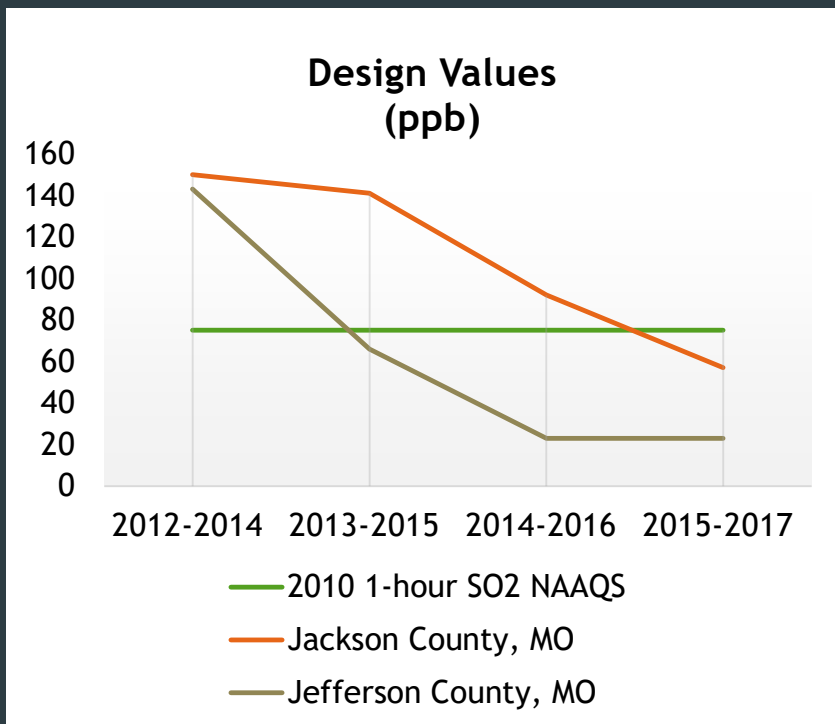 Design Values
(ppb)
160
140
120
100
80
60
40
20
0
2012-2014 2013-2015 2014-2016 2015-2017
2010 1-hour SO2 NAAQS
Jackson County, MO
Jefferson County, MO